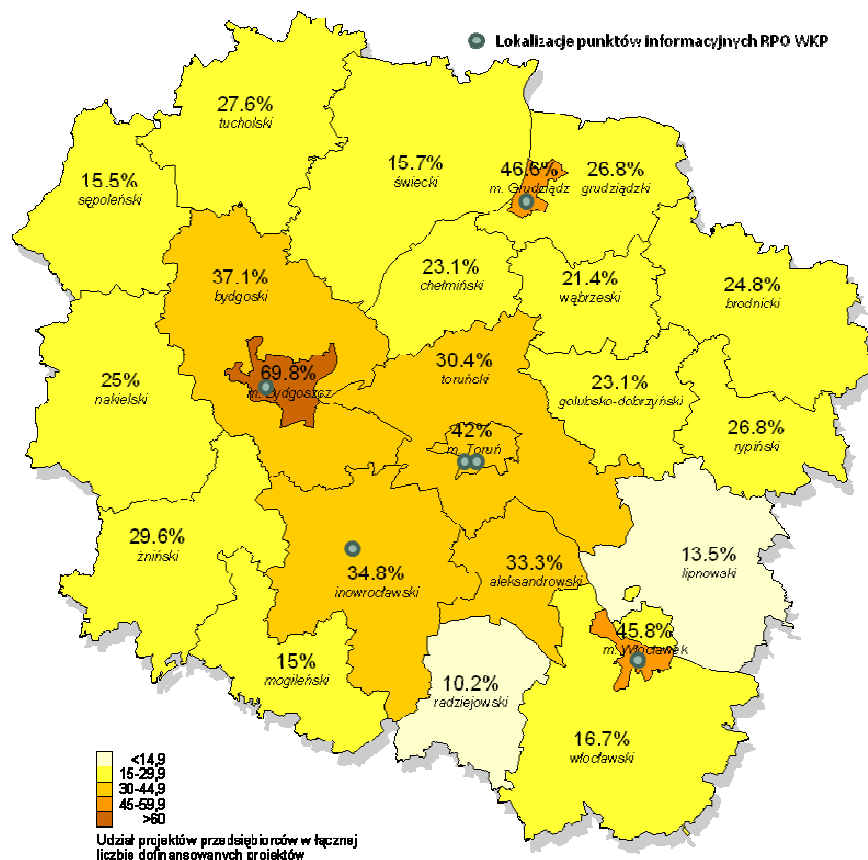 Lokalizacje punktów informacyjnych RPO WKP
27.6%
tucholski
15.5%
sępoleński
15.7%
świecki
46.6%
m. Grudziądz
26.8%
grudziądzki
37.1%
bydgoski
23.1%
chełmiński
21.4%
wąbrzeski
24.8%
brodnicki
25%
nakielski
69.8%
m. Bydgoszcz
30.4%
toruński
23.1%
golubsko-dobrzyński
42%
m. Toruń
26.8%
rypiński
29.6%
żniński
34.8%
inowrocławski
33.3%
aleksandrowski
13.5%
lipnowski
45.8%
m. Włocławek
15%
mogileński
10.2%
radziejowski
16.7%
włocławski
<14,9
15-29,9
30-44,9
45-59,9
>60
Udział projektów przedsiębiorców w łącznej
liczbie dofinansowanych projektów